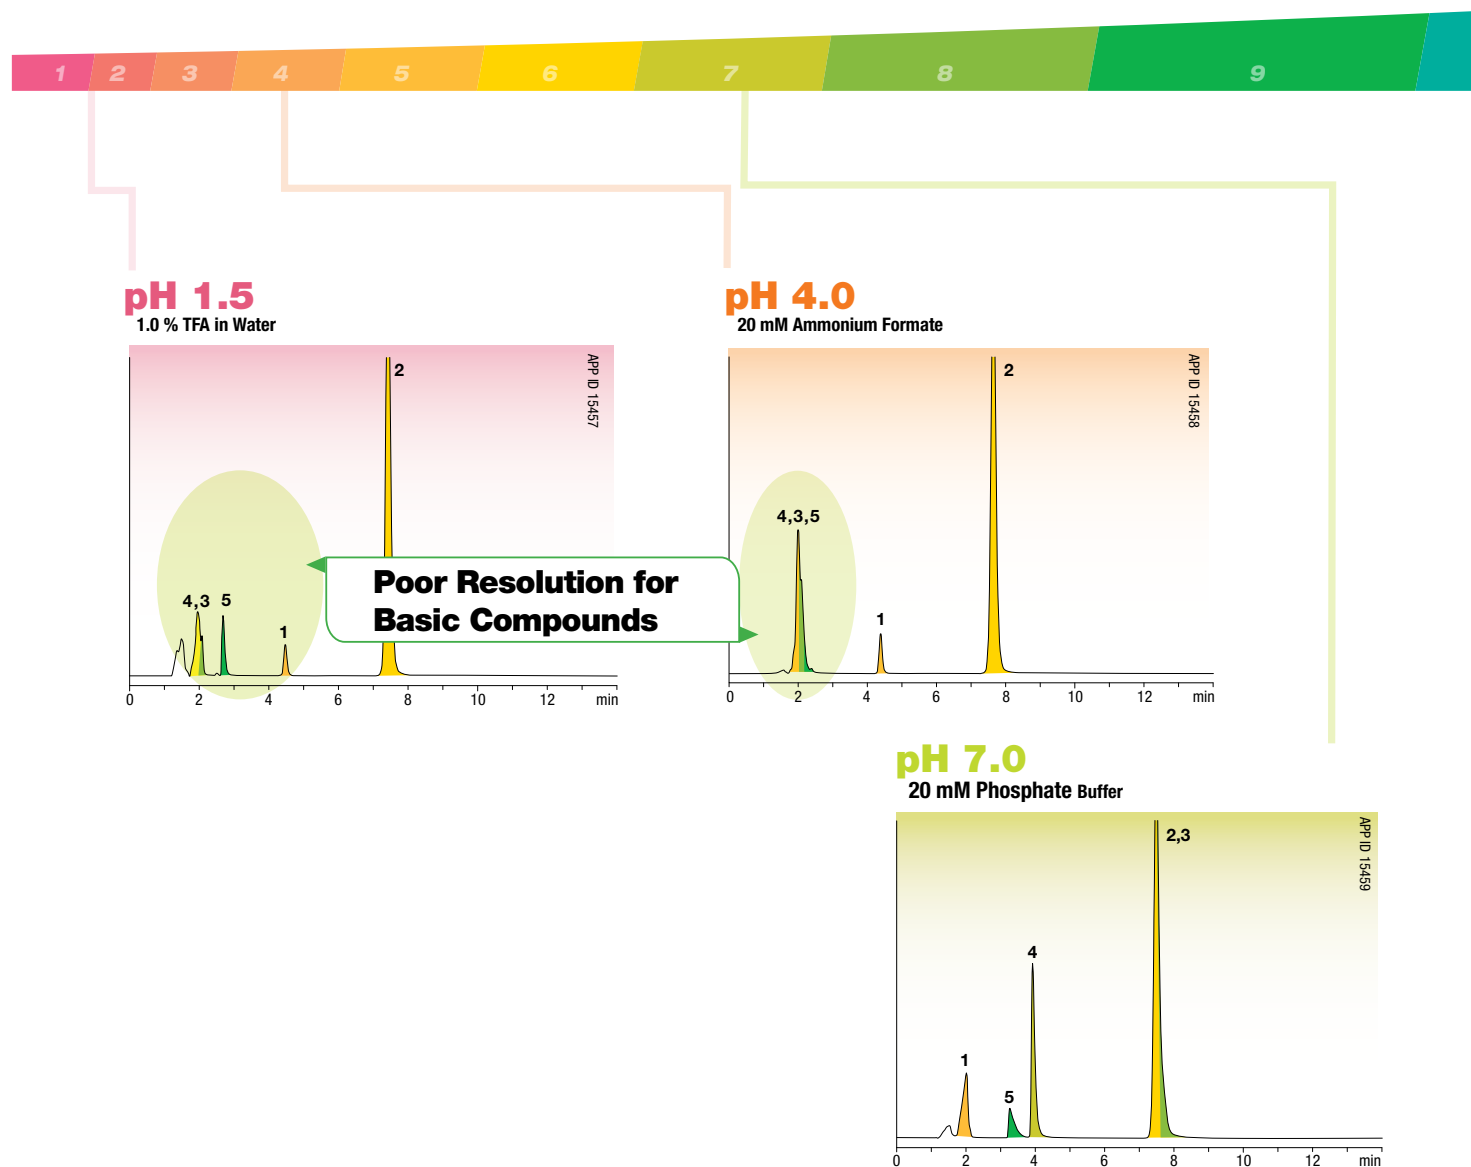 1 2 3 4 5 6 7 8 9
pH 1.5
1.0 % TFA in Water
APP ID 15457
2
4,3 5
1
0 2 4 6 8 10 12 min
pH 4.0
20 mM Ammonium Formate
APP ID 15458
2
4,3,5
1
0 2 4 6 8 10 12 min
Poor Resolution for
Basic Compounds
pH 7.0
20 mM Phosphate Buffer
APP ID 15459
2,3
4
1
5
0 2 4 6 8 10 12 min